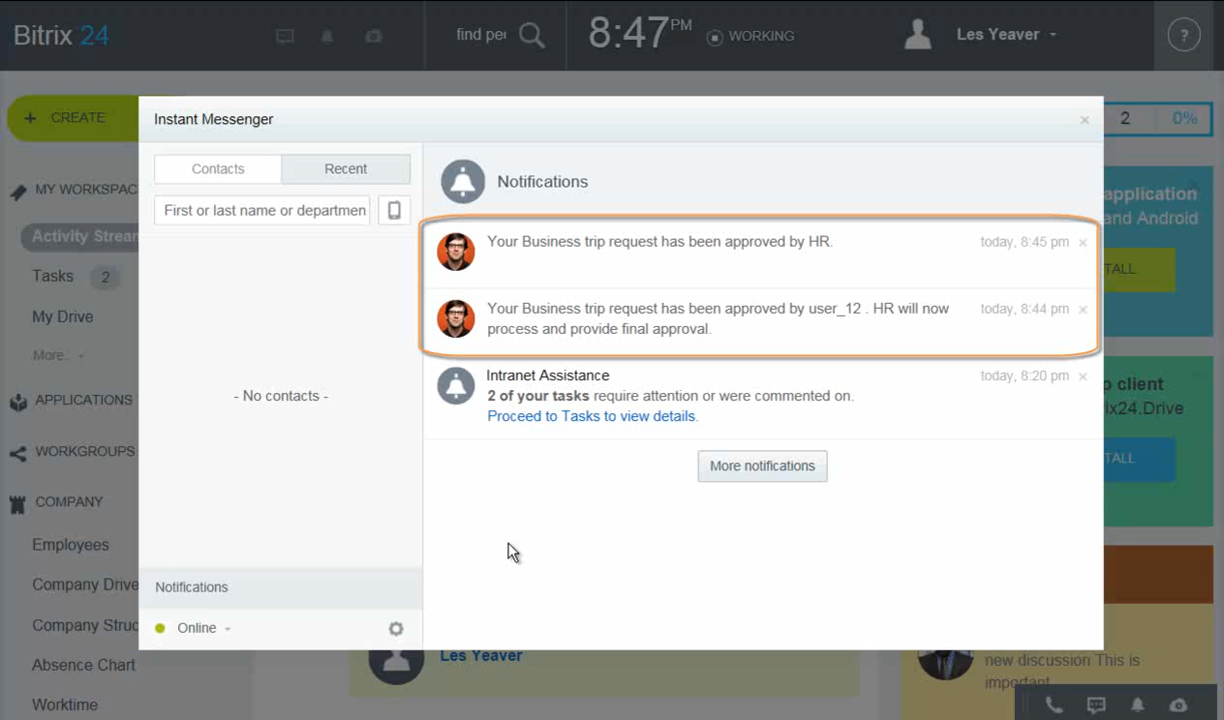 Bitrix 24
find pe
8:47 PM
WORKING
Les Yeaver
?
+ CREATE
2
0%
Instant Messenger
×
Contacts
Recent
First or last name or departmen
Notifications
Your Business trip request has been approved by HR.
today, 8:45 pm ×
Your Business trip request has been approved by user_12 . HR will now
process and provide final approval.
today, 8:44 pm ×
Intranet Assistance
today, 8:20 pm ×
2 of your tasks require attention or were commented on.
Proceed to Tasks to view details.
More notifications
- No contacts -
Notifications
Online
MY WORKSPAC
Activity Strean
Tasks 2
My Drive
More..
APPLICATIONS
WORKGROUPS
COMPANY
Employees
Company Drive
Company Struc
Absence Chart
Worktime
application
and Android
TALL
client
rix24.Drive
TALL
Les Yeaver
new discussion This is
important